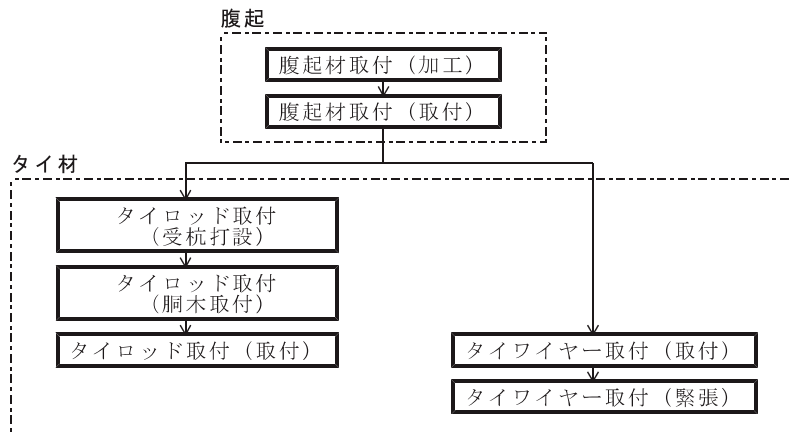 腹起
腹起材取付（加工）
腹起材取付（取付）
タイ材
タイロッド取付
（受杭打設）
タイロッド取付
（胴木取付）
タイロッド取付（取付）
タイワイヤー取付（取付）
タイワイヤー取付（緊張）